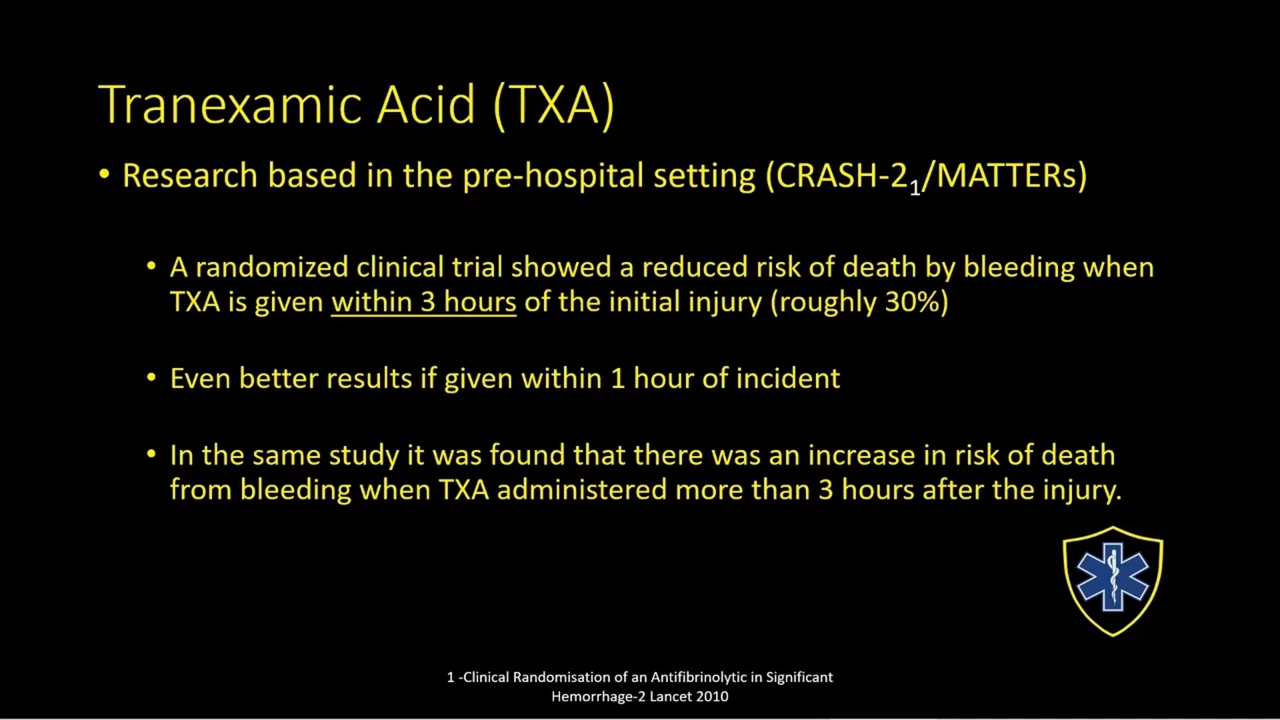 Tranexamic Acid (TXA)
• Research based in the pre-hospital setting (CRASH-2₁/MATTERs)
• A randomized clinical trial showed a reduced risk of death by bleeding when
TXA is given within 3 hours of the initial injury (roughly 30%)
• Even better results if given within 1 hour of incident
• In the same study it was found that there was an increase in risk of death
from bleeding when TXA administered more than 3 hours after the injury.
1 -Clinical Randomisation of an Antifibrinolytic in Significant
Hemorrhage-2 Lancet 2010